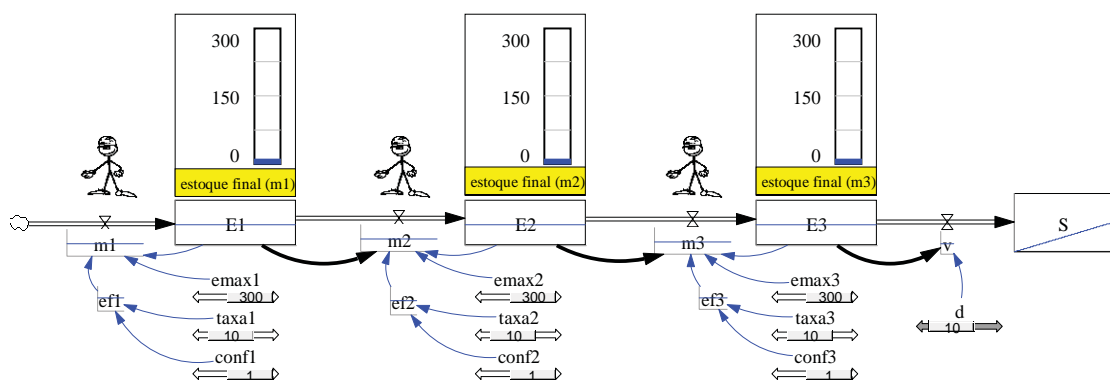 300
150
0
estoque final (m1)
300
150
0
estoque final (m2)
300
150
0
estoque final (m3)
E1
E2
E3
S
m1
m2
m3
v
emax1
300
emax2
300
emax3
300
ef1
ef2
ef3
taxa1
10
taxa2
10
taxa3
10
d
10
conf1
1
conf2
1
conf3
1